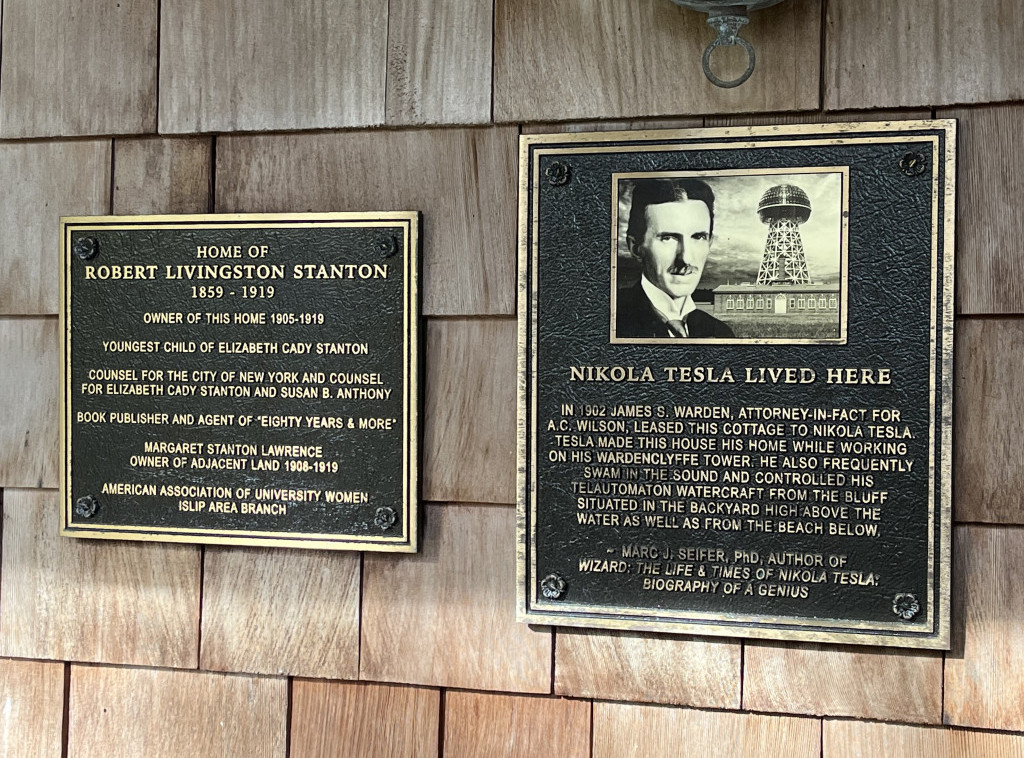 HOME OF
ROBERT LIVINGSTON STANTON
1859 - 1919
OWNER OF THIS HOME 1905-1919
YOUNGEST CHILD OF ELIZABETH CADY STANTON
COUNSEL FOR THE CITY OF NEW YORK AND COUNSEL
FOR ELIZABETH CADY STANTON AND SUSAN B. ANTHONY
BOOK PUBLISHER AND AGENT OF "EIGHTY YEARS & MORE"
MARGARET STANTON LAWRENCE
OWNER OF ADJACENT LAND 1908-1919
AMERICAN ASSOCIATION OF UNIVERSITY WOMEN
ISLIP AREA BRANCH
NIKOLA TESLA LIVED HERE
IN 1902 JAMES S. WARDEN, ATTORNEY-IN-FACT FOR
A.C. WILSON, LEASED THIS COTTAGE TO NIKOLA TESLA.
TESLA MADE THIS HOUSE HIS HOME WHILE WORKING
ON HIS WARDENCLYFFE TOWER. HE ALSO FREQUENTLY
SWAM IN THE SOUND AND CONTROLLED HIS
TELAUTOMATON WATERCRAFT FROM THE BLUFF
SITUATED IN THE BACKYARD HIGH ABOVE THE
WATER AS WELL AS FROM THE BEACH BELOW.
~ MARC J. SEIFER, PhD, AUTHOR OF
WIZARD: THE LIFE & TIMES OF NIKOLA TESLA:
BIOGRAPHY OF A GENIUS